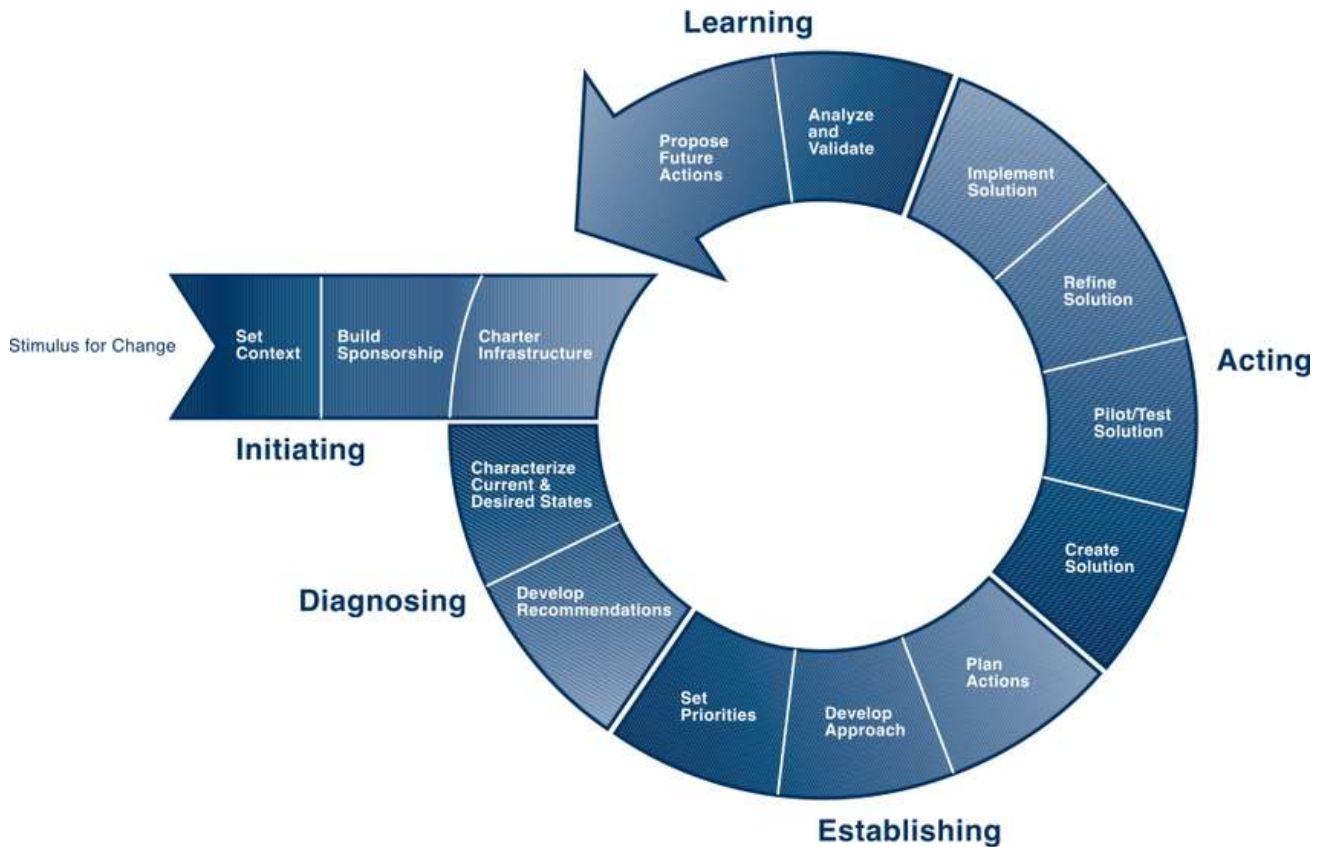 Learning
Analyze
and
Validate
Propose
Future
Actions
Implement
Solution
Refine
Solution
Stimulus for Change
Set
Context
Build
Sponsorship
Charter
Infrastructure
Acting
Pilot/Test
Solution
Initiating
Characterize
Current &
Desired States
Create
Solution
Diagnosing
Develop
Recommendations
Plan
Actions
Set
Priorities
Develop
Approach
Establishing